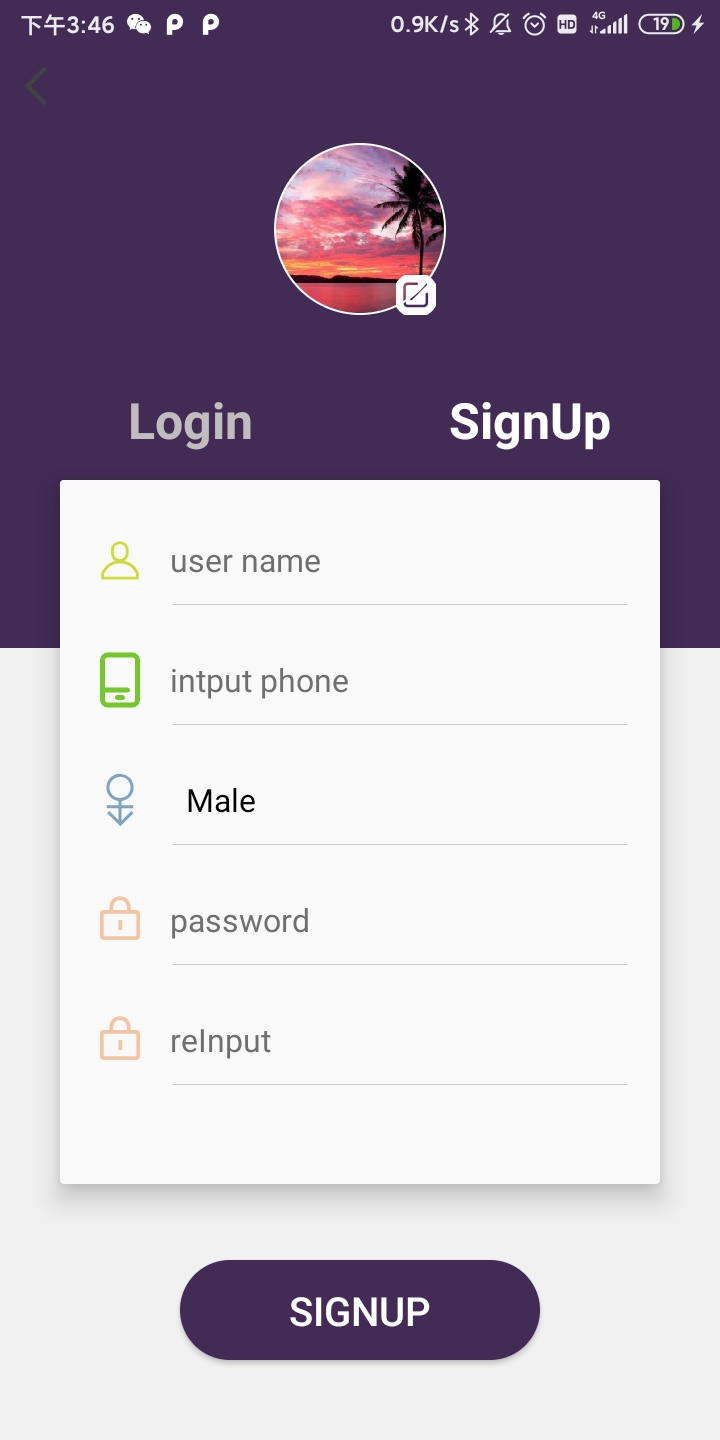 下午3:46 0.9K/s HD 4G 19
Login SignUp
user name
intput phone
Male
password
reInput
SIGNUP